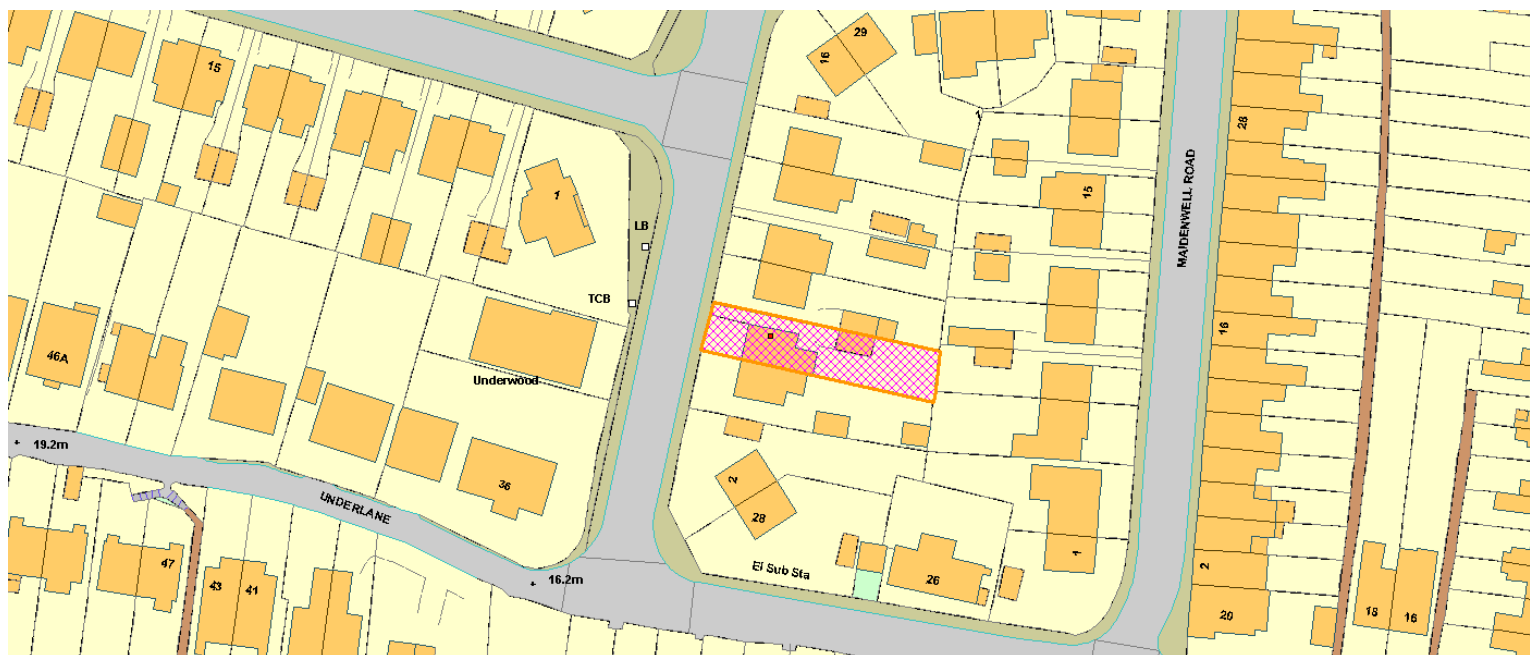 29
16
15
28
1
MAIDENWELL ROAD
15
LB
TCB
16
46A
Underwood
19.2m
36
2
28
UNDERLANE
47
43
41
16.2m
El Sub Sta
26
1
2
20
18
16